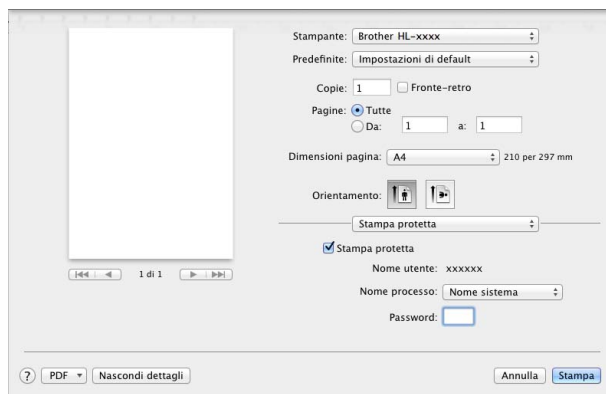 Stampante: Brother HL-xxxx
Predefinite: Impostazioni di default
Copie: 1 Fronte-retro
Pagine: Tutte
Da: 1 a: 1
Dimensioni pagina: A4 210 per 297 mm
Orientamento:
Stampa protetta
Stampa protetta
1 di 1
Nome utente: xxxxxx
Nome processo: Nome sistema
Password:
? PDF Nascondi dettagli Annulla Stampa